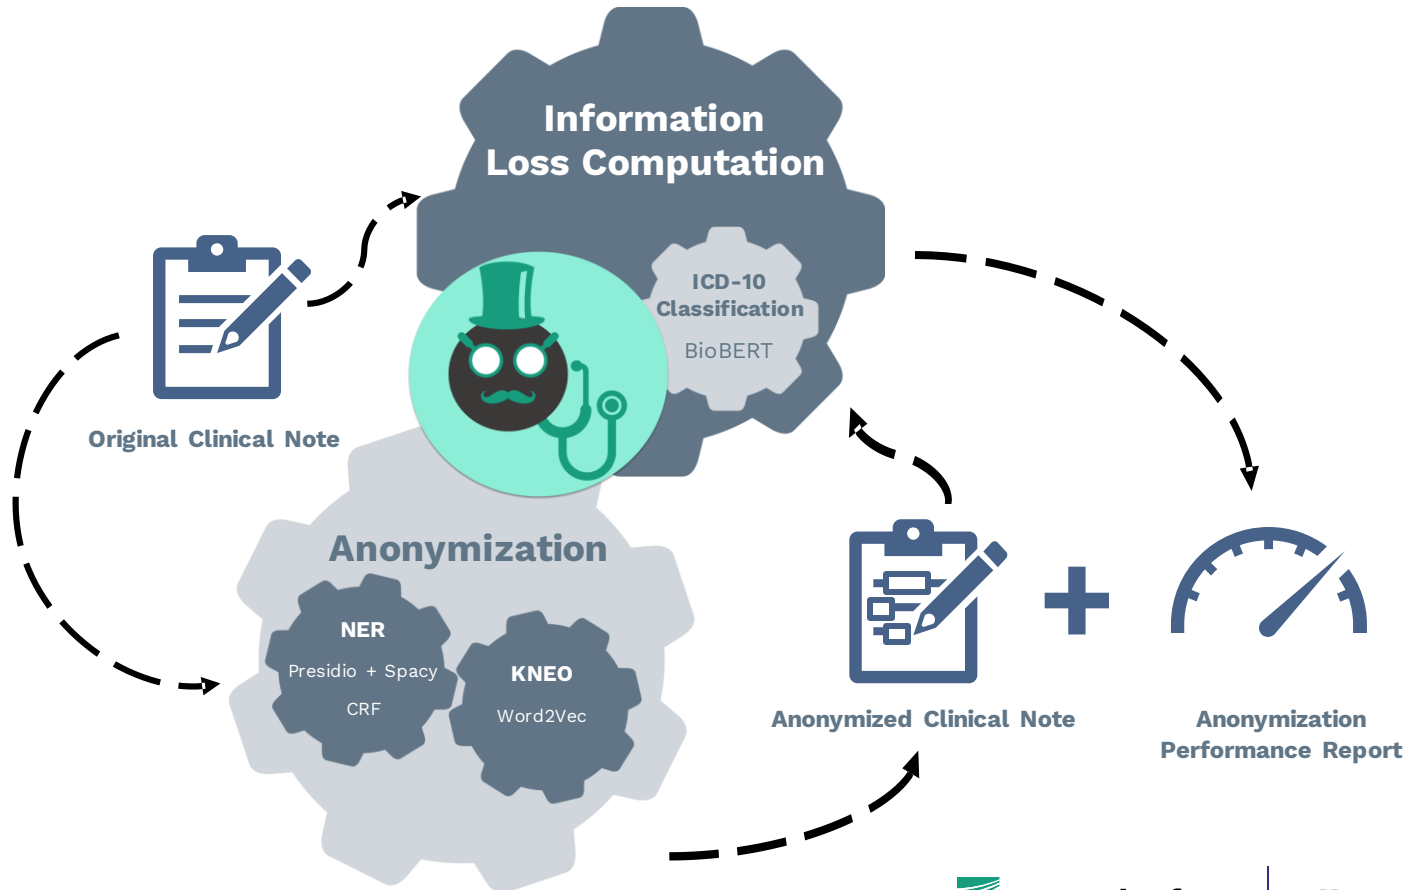 Information
Loss Computation
ICD-10
Classification
BioBERT
Original Clinical Note
Anonymization
NER
Presidio + Spacy
CRF
KNEO
Word2Vec
Anonymized Clinical Note
Anonymization
Performance Report